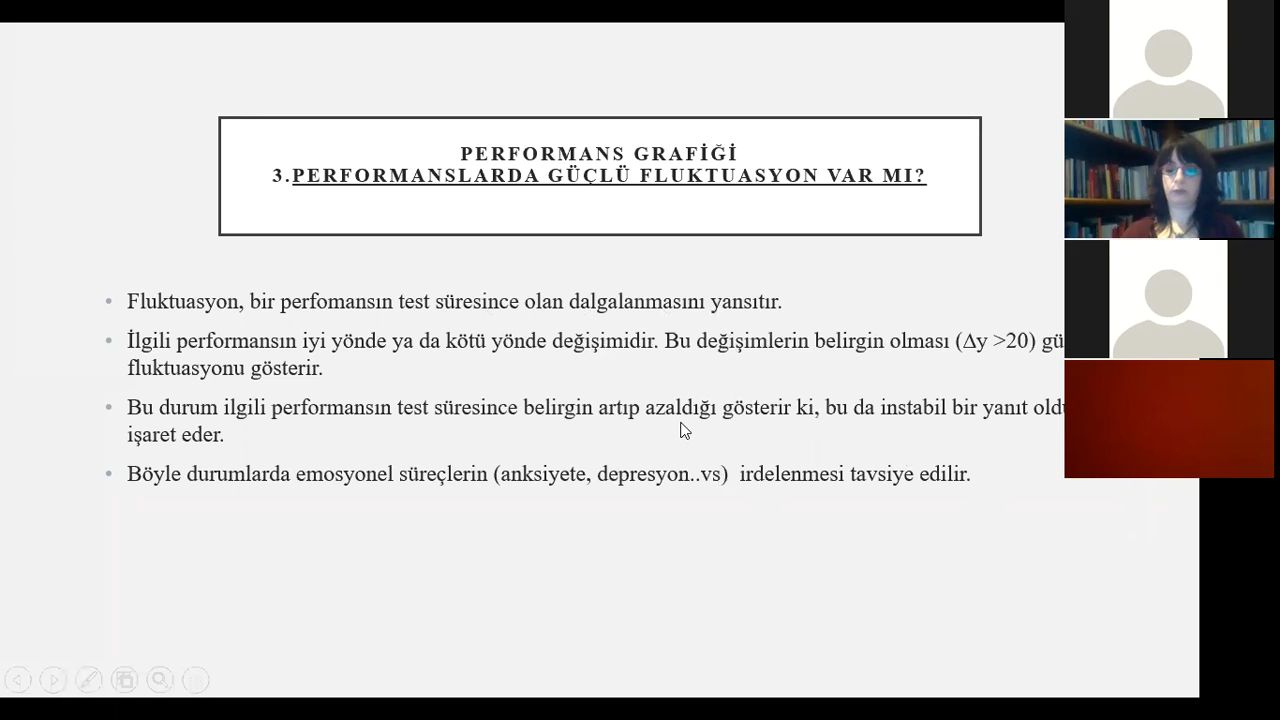 PERFORMANS GRAFİĞİ
3.PERFORMANSLARDA GÜÇLÜ FLUKTUASYON VAR MI?
• Fluktuasyon, bir perfomansın test süresince olan dalgalanmasını yansıtır.
• İlgili performansın iyi yönde ya da kötü yönde değişimidir. Bu değişimlerin belirgin olması (Δy >20)
fluktuasyonu gösterir.
• Bu durum ilgili performansın test süresince belirgin artıp azaldığı gösterir ki, bu da instabil bir yanıt
işaret eder.
• Böyle durumlarda emosyonel süreçlerin (anksiyete, depresyon..vs) irdelenmesi tavsiye edilir.